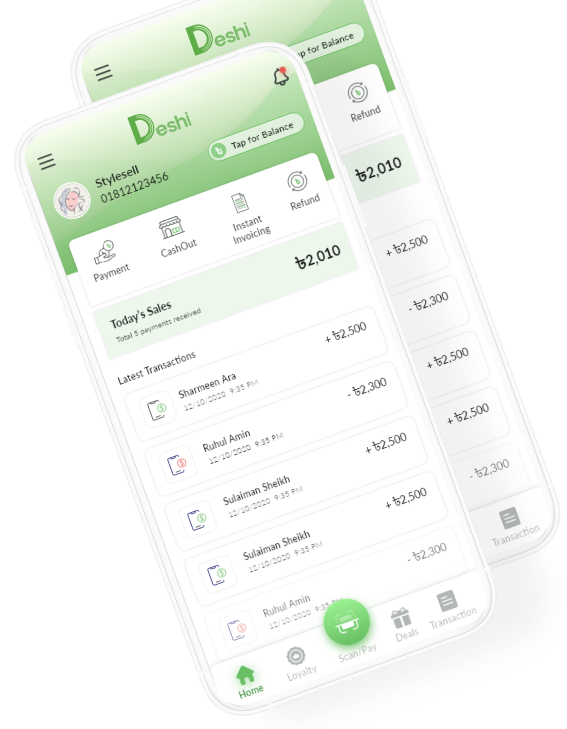 Deshi
Tap for Balance
Refund
৳2,010
+ ৳2,500
- ৳2,300
+ ৳2,500
+ ৳2,500
- ৳2,300
Transaction
Deshi
Stylesell
01812123456
৳ Tap for Balance
Payment
CashOut
Instant
Invoicing
Refund
Today's Sales
Total 5 payments received
৳2,010
Latest Transactions
Sharmeen Ara
12/10/2020 9:35 PM
+ ৳2,500
Ruhul Amin
12/10/2020 9:35 PM
- ৳2,300
Sulaiman Sheikh
12/10/2020 9:35 PM
+ ৳2,500
Sulaiman Sheikh
12/10/2020 9:35 PM
+ ৳2,500
Ruhul Amin
12/10/2020 9:35 PM
- ৳2,300
Home
Loyalty
Scan/Pay
Deals
Transaction